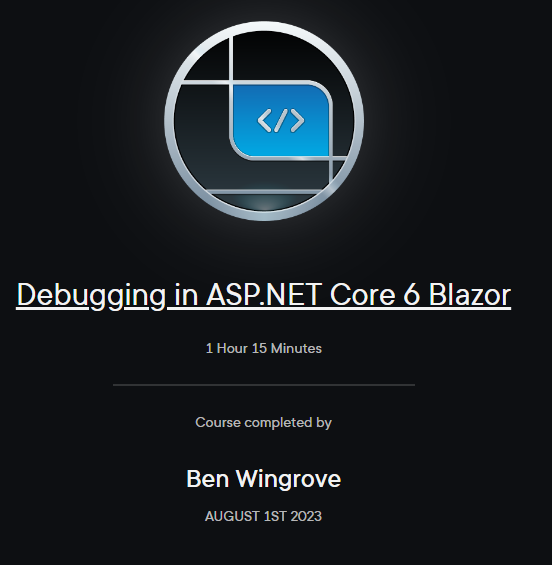 </>
Debugging in ASP.NET Core 6 Blazor
1 Hour 15 Minutes
Course completed by
Ben Wingrove
AUGUST 1ST 2023